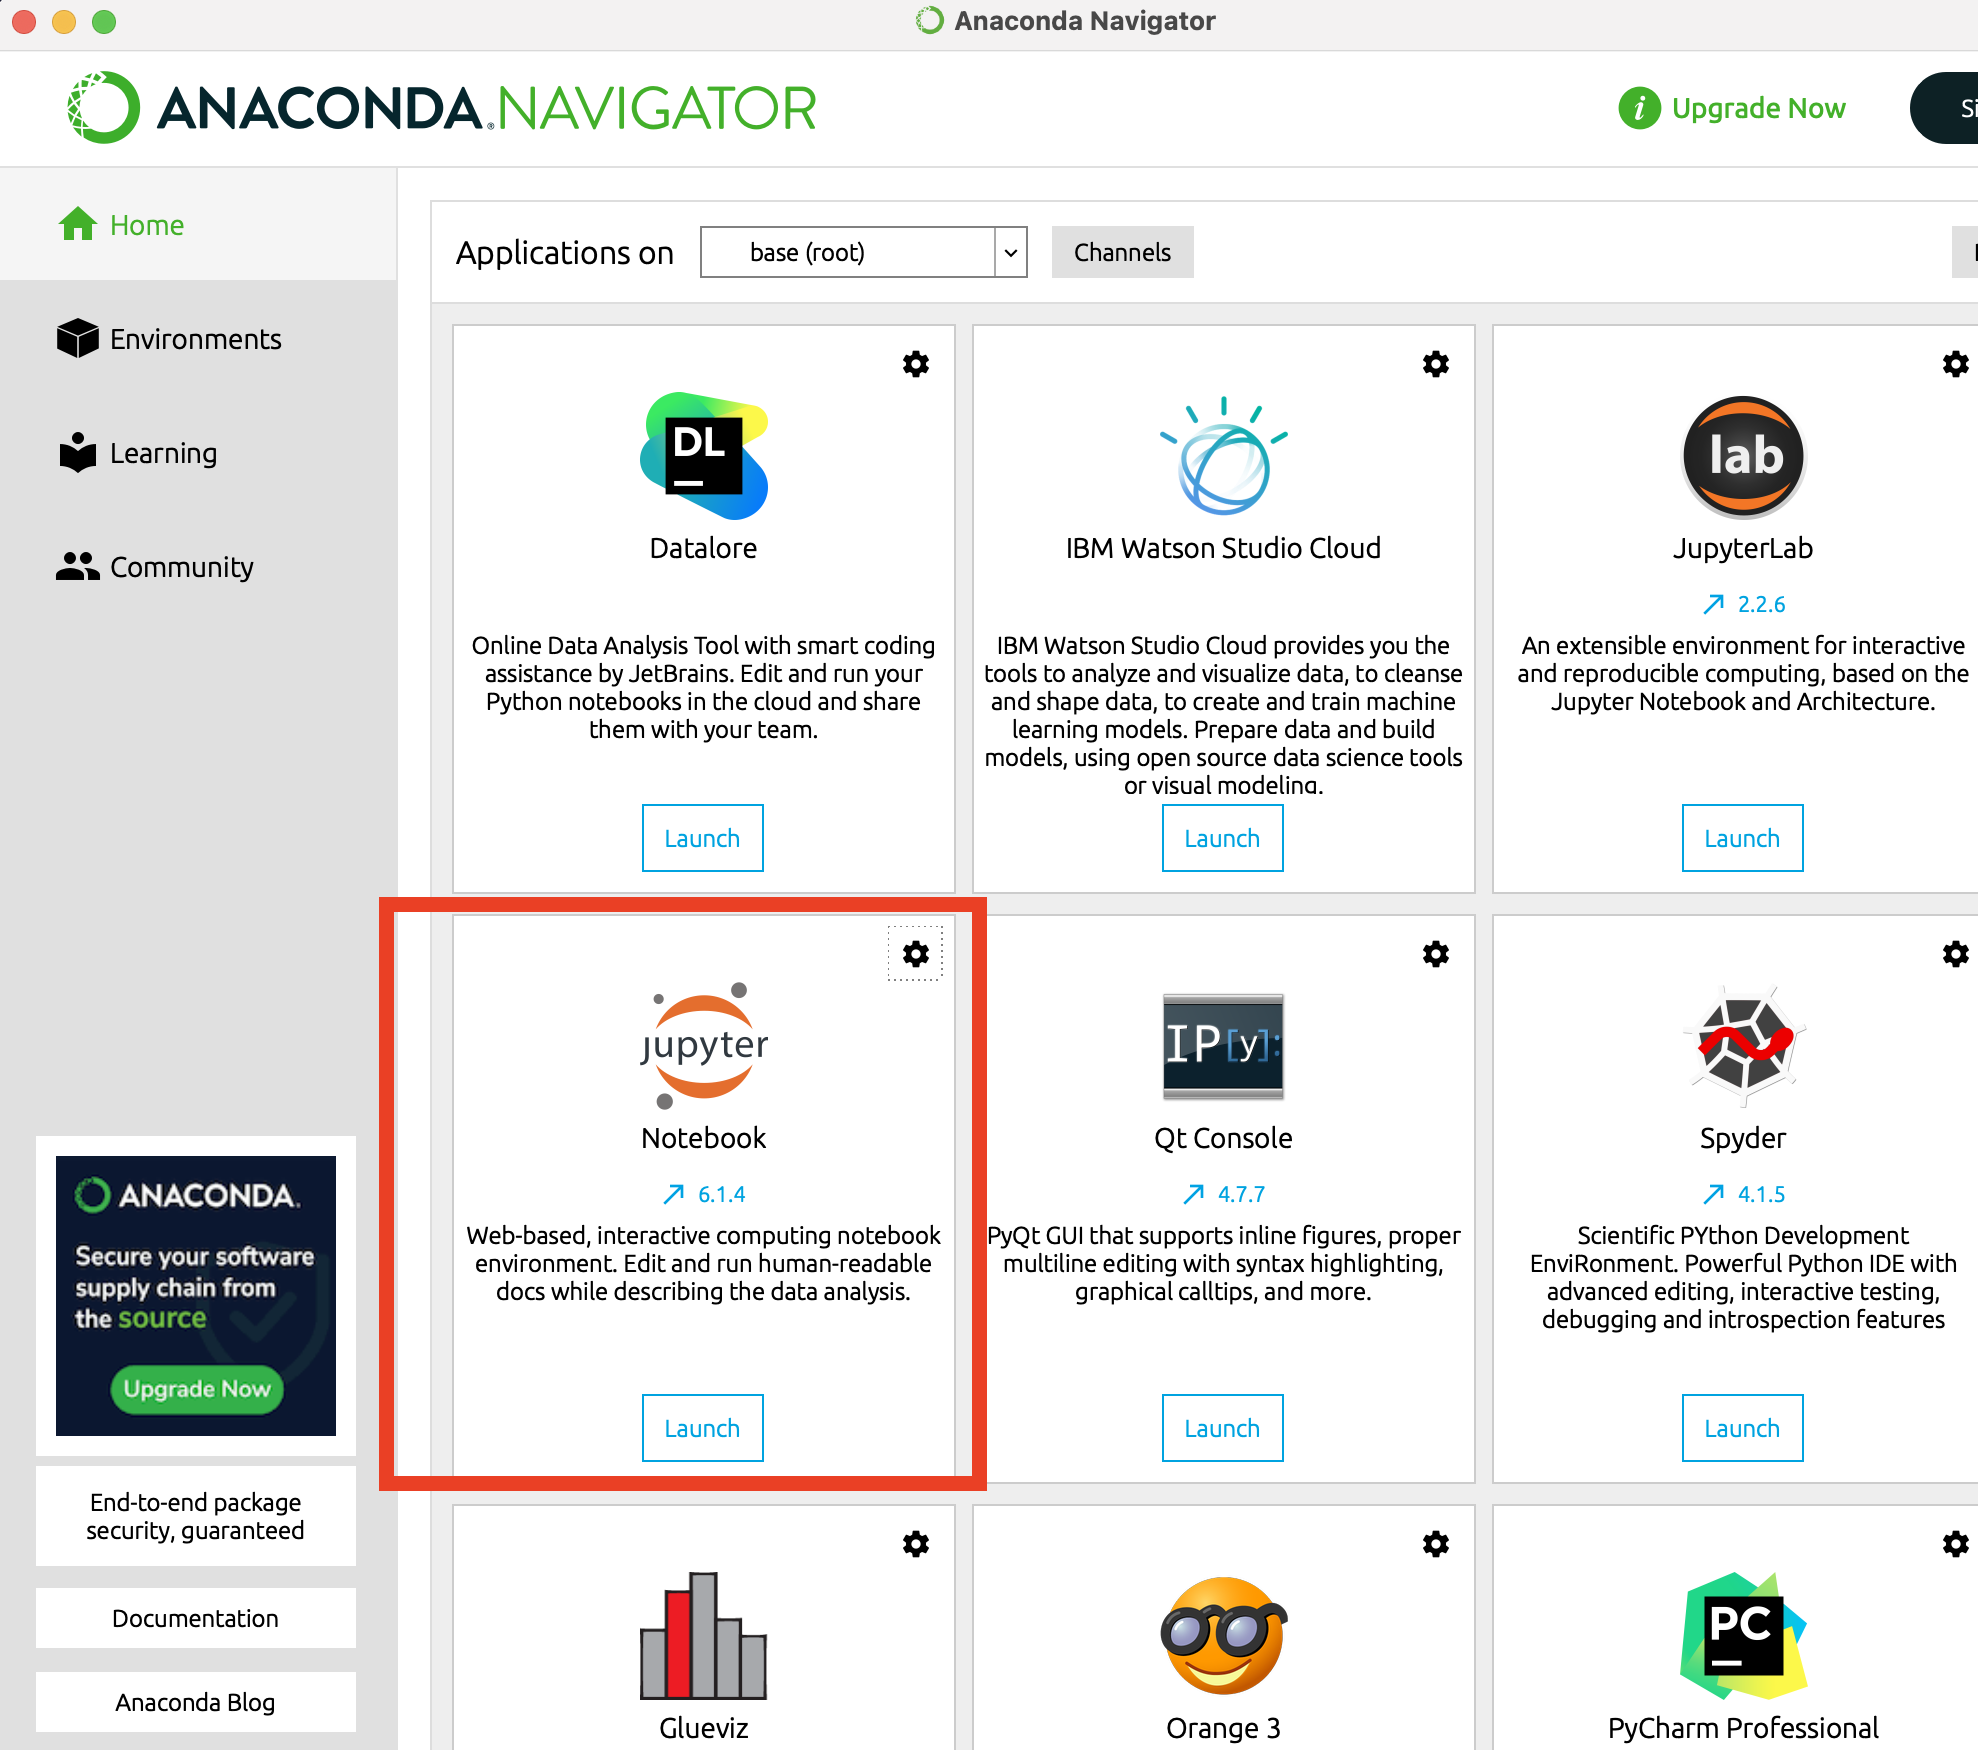 Anaconda Navigator
ANACONDA.NAVIGATOR
Upgrade Now
Home
Environments
Learning
Community
ANACONDA.
Secure your software
supply chain from
the source
Upgrade Now
End-to-end package
security, guaranteed
Documentation
Anaconda Blog
Applications on
base (root)
Channels
DL
Datalore
Online Data Analysis Tool with smart coding
assistance by JetBrains. Edit and run your
Python notebooks in the cloud and share
them with your team.
Launch
IBM Watson Studio Cloud
IBM Watson Studio Cloud provides you the
tools to analyze and visualize data, to cleanse
and shape data, to create and train machine
learning models. Prepare data and build
models, using open source data science tools
or visual modeling.
Launch
lab
JupyterLab
2.2.6
An extensible environment for interactive
and reproducible computing, based on the
Jupyter Notebook and Architecture.
Launch
jupyter
Notebook
6.1.4
Web-based, interactive computing notebook
environment. Edit and run human-readable
docs while describing the data analysis.
Launch
IP[y]:
Qt Console
4.7.7
PyQt GUI that supports inline figures, proper
multiline editing with syntax highlighting,
graphical calltips, and more.
Launch
Spyder
4.1.5
Scientific PYthon Development
EnviRonment. Powerful Python IDE with
advanced editing, interactive testing,
debugging and introspection features
Launch
Glueviz
Orange 3
PC
PyCharm Professional